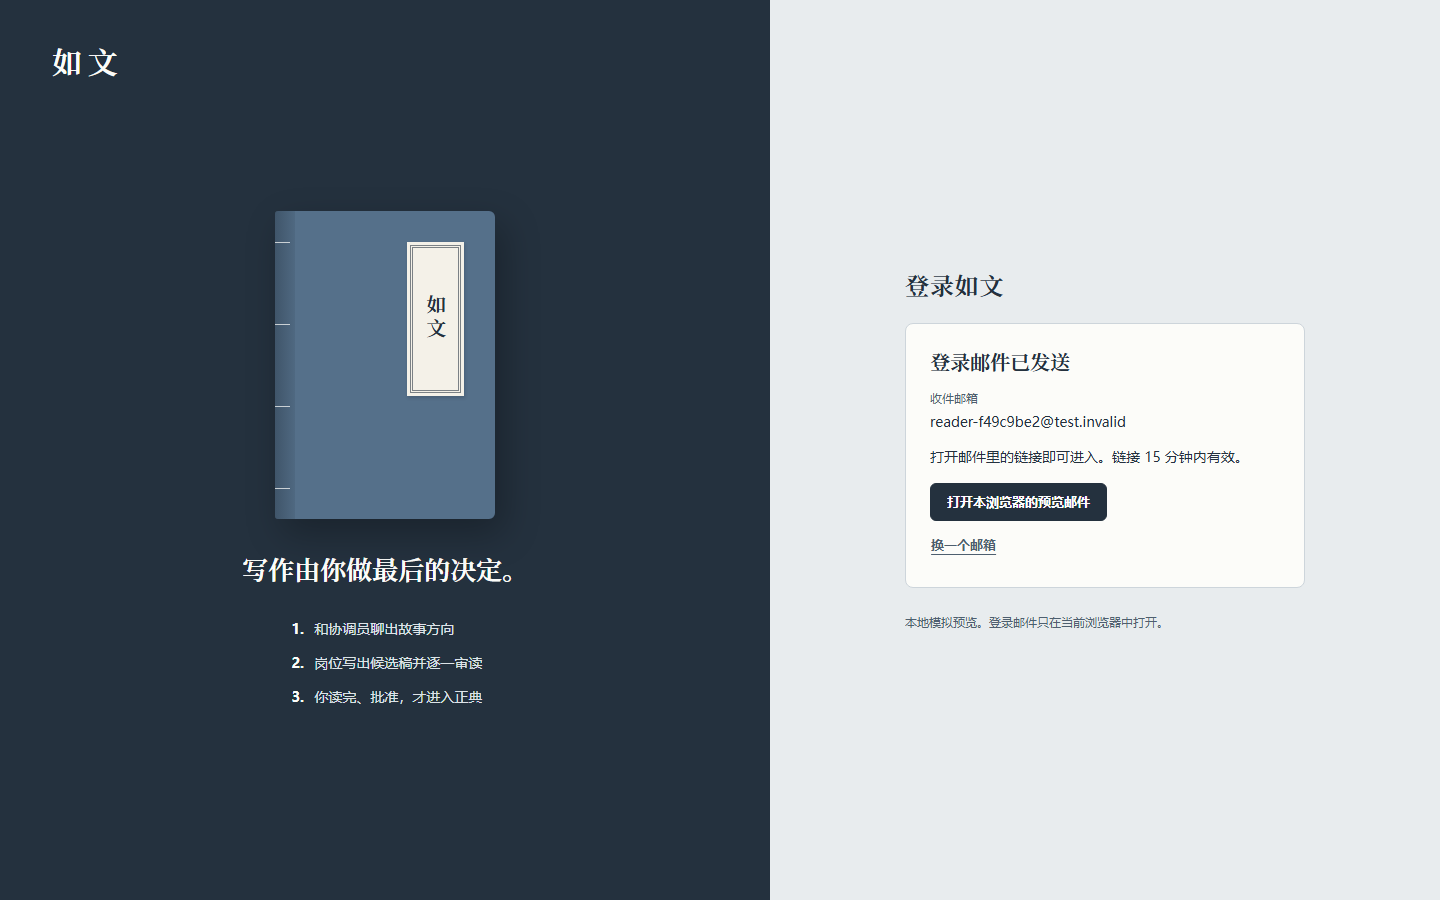 如文
如文
写作由你做最后的决定。
1. 和协调员聊出故事方向
2. 岗位写出候选稿并逐一审读
3. 你读完、批准，才进入正典
登录如文
登录邮件已发送
收件邮箱
reader-f49c9be2@test.invalid
打开邮件里的链接即可进入。链接 15 分钟内有效。
打开本浏览器的预览邮件
换一个邮箱
本地模拟预览。登录邮件只在当前浏览器中打开。